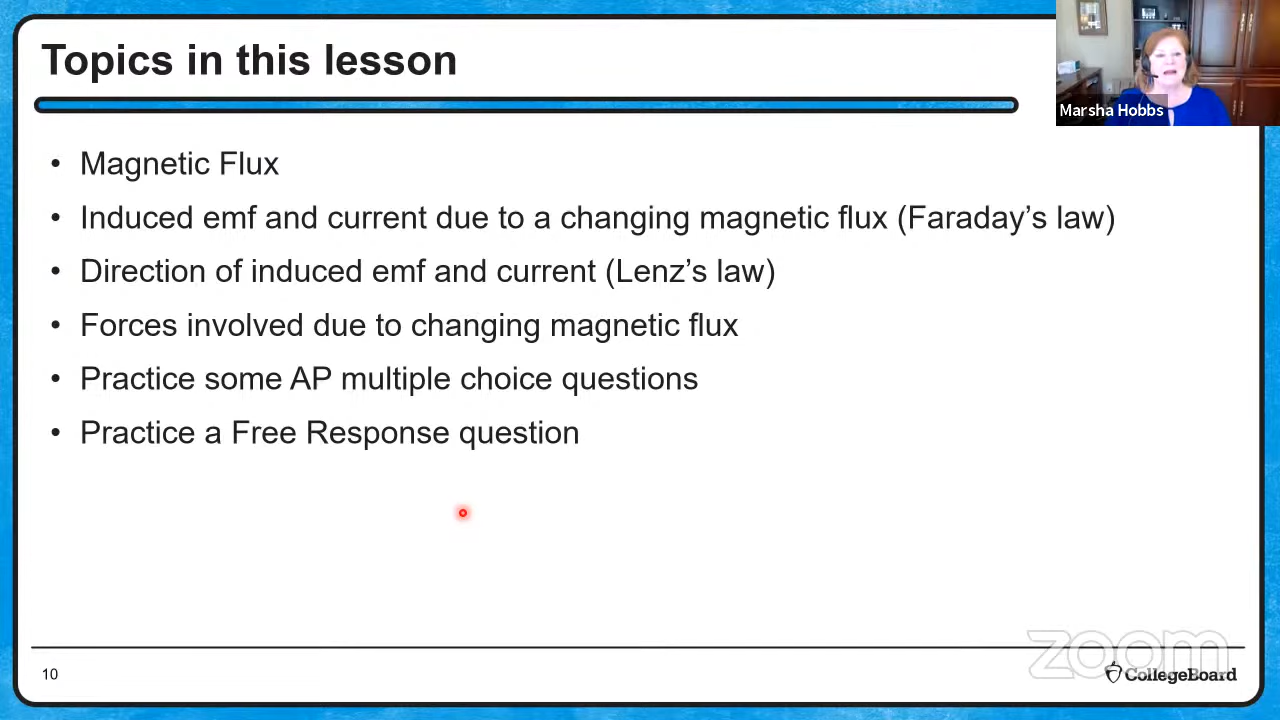 Topics in this lesson
Marsha Hobbs
• Magnetic Flux
• Induced emf and current due to a changing magnetic flux (Faraday’s law)
• Direction of induced emf and current (Lenz’s law)
• Forces involved due to changing magnetic flux
• Practice some AP multiple choice questions
• Practice a Free Response question
zoom
10
CollegeBoard